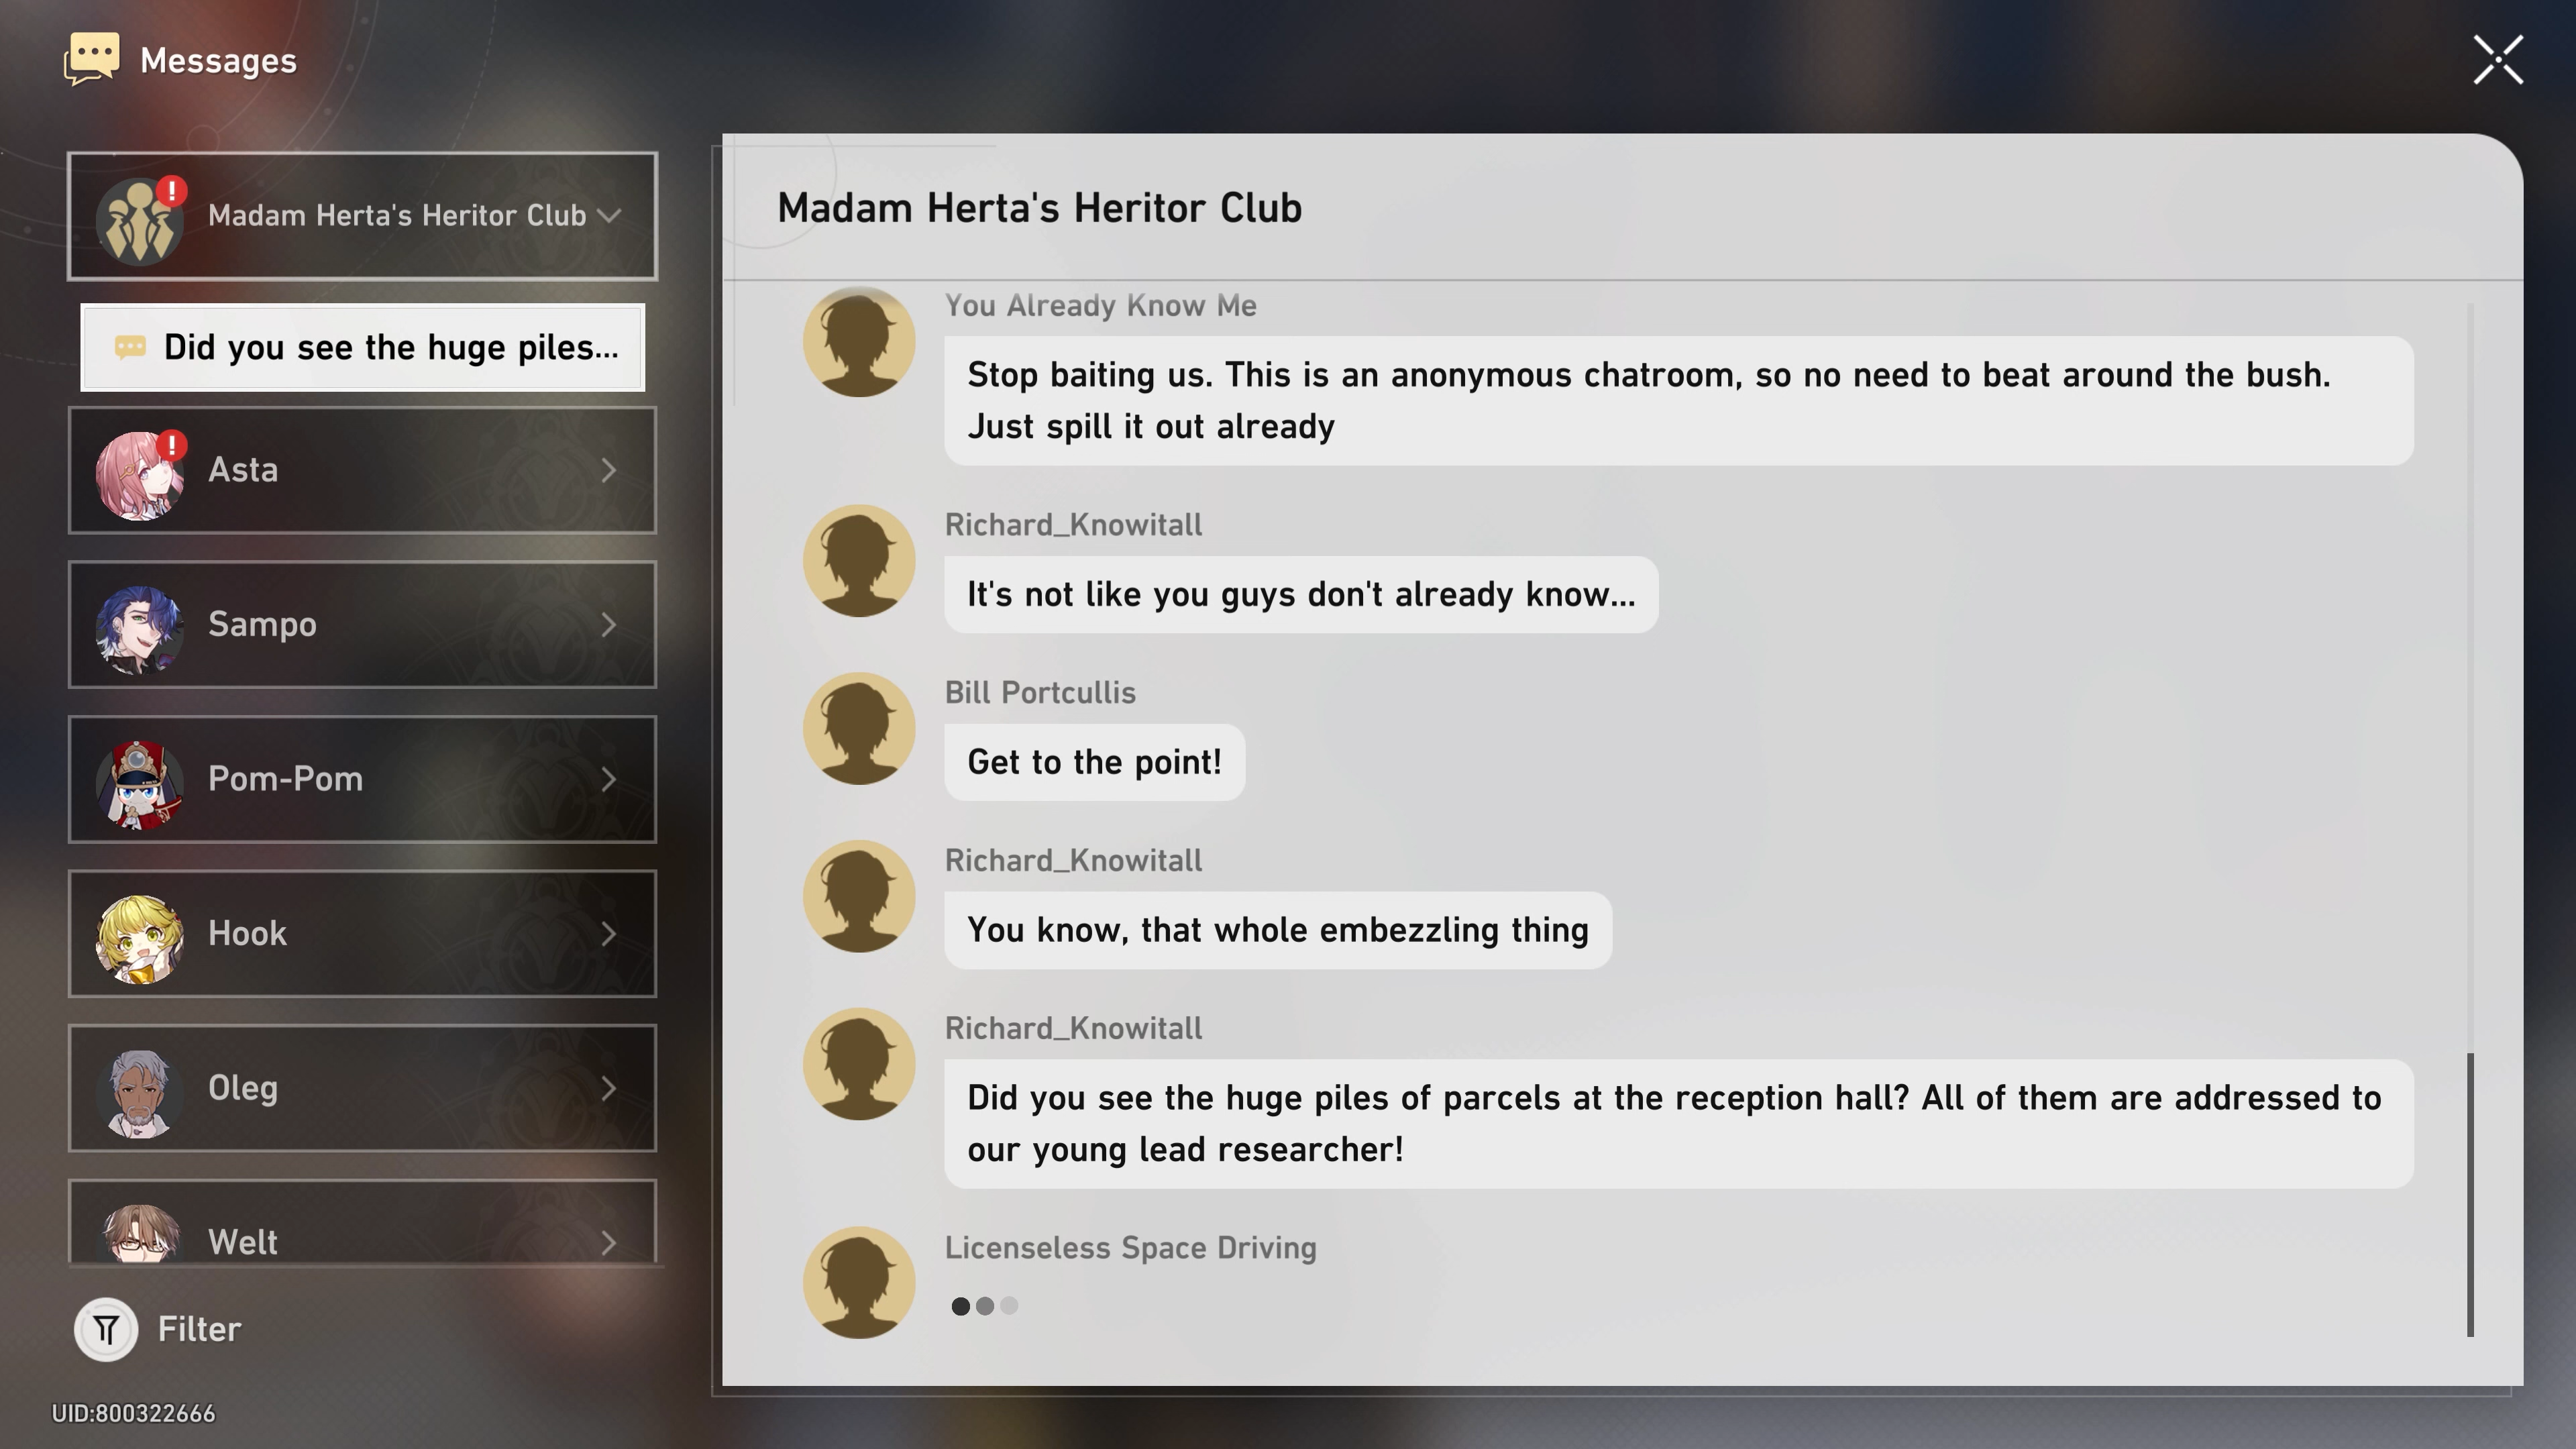 Messages
Madam Herta's Heritor Club
Did you see the huge piles...
Asta
Sampo
Pom-Pom
Hook
Oleg
Welt
Filter
UID:800322666
Madam Herta's Heritor Club
You Already Know Me
Stop baiting us. This is an anonymous chatroom, so no need to beat around the bush.
Just spill it out already
Richard_Knowitall
It's not like you guys don't already know...
Bill Portcullis
Get to the point!
Richard_Knowitall
You know, that whole embezzling thing
Richard_Knowitall
Did you see the huge piles of parcels at the reception hall? All of them are addressed to
our young lead researcher!
Licenseless Space Driving